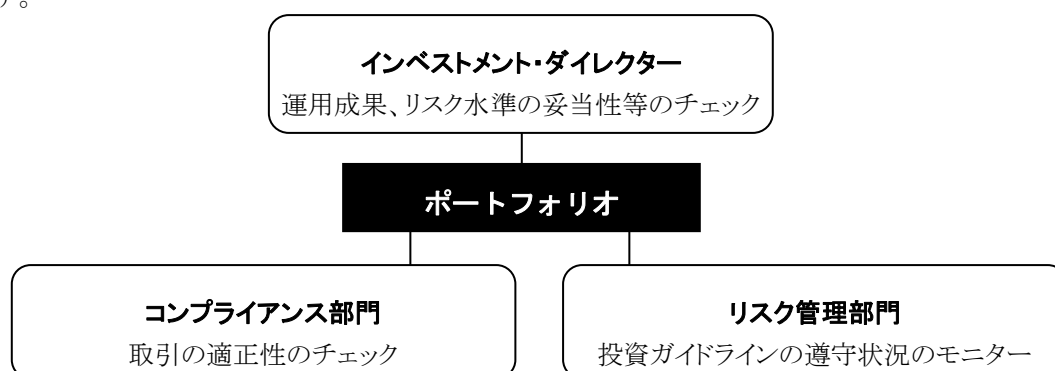 す。
インベストメント・ダイレクター
運用成果、リスク水準の妥当性等のチェック
ポートフォリオ
コンプライアンス部門
取引の適正性のチェック
リスク管理部門
投資ガイドラインの遵守状況のモニター